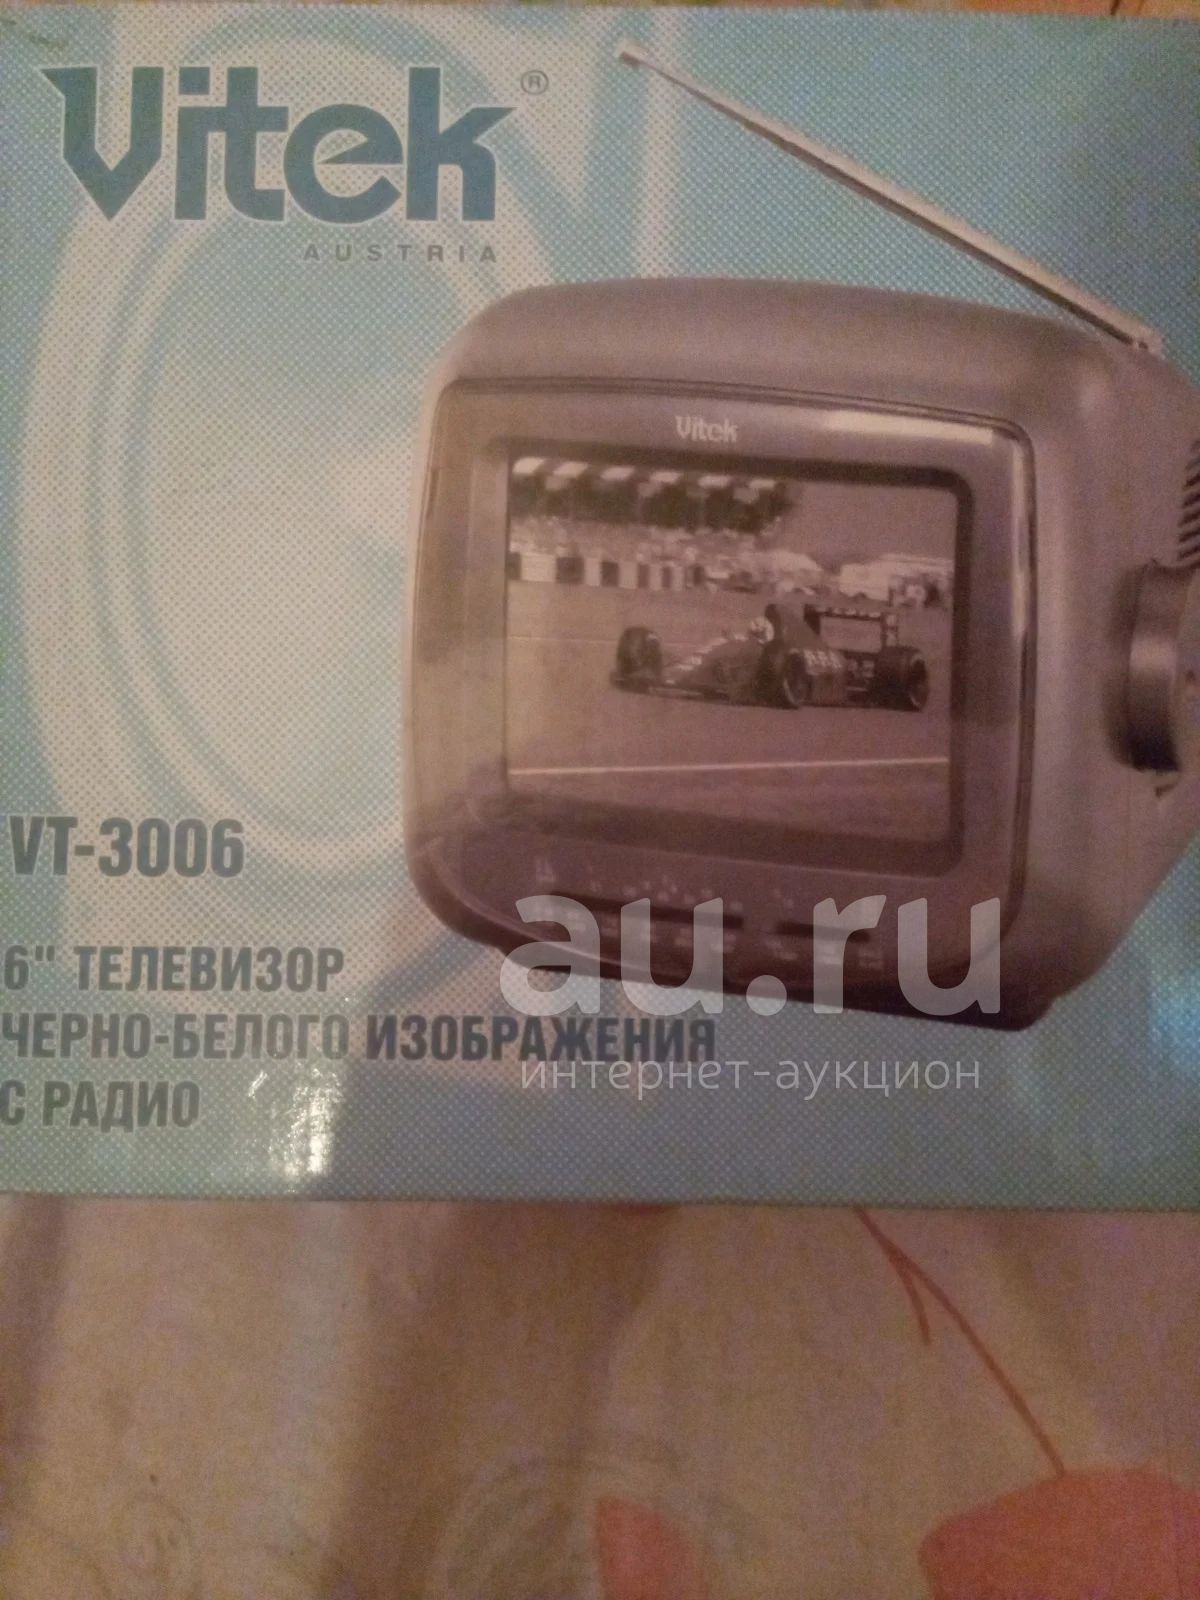 Vitek®
AUSTRIA
Vitek
VT-3006
6" ТЕЛЕВИЗОР
ЧЕРНО-БЕЛОГО ИЗОБРАЖЕНИЯ
С РАДИО
au.ru
интернет-аукцион